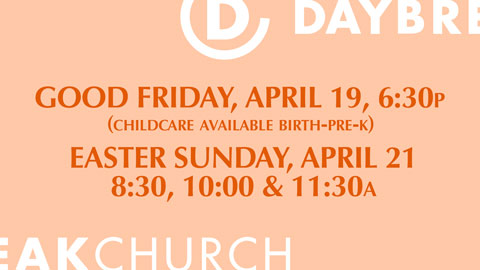 DAYBRE
GOOD FRIDAY, APRIL 19, 6:30P
(CHILDCARE AVAILABLE BIRTH-PRE-K)
EASTER SUNDAY, APRIL 21
8:30, 10:00 & 11:30A
EAKCHURCH